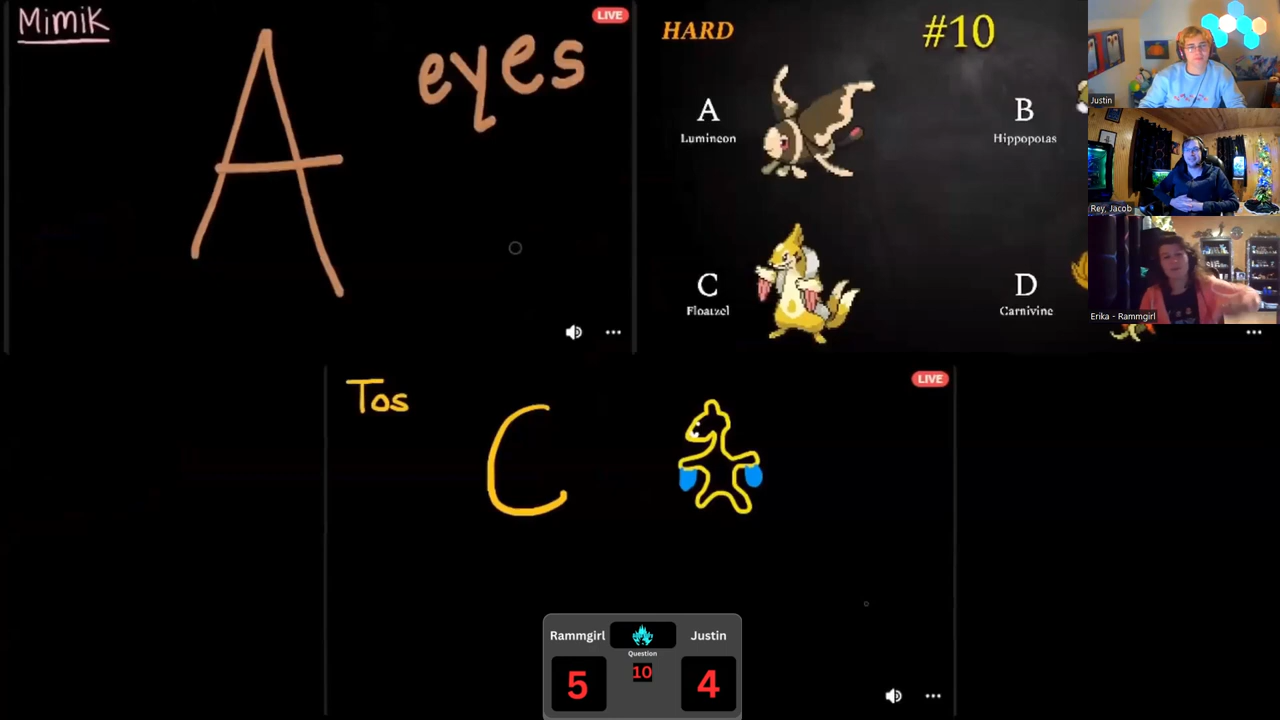 Mimik
A
eyes
LIVE
HARD
#10
A
Lumineon
B
Hippopotas
C
Floatzel
D
Carnivine
Justin
Rey, Jacob
Erika - Rammgirl
Tos
C
LIVE
Rammgirl
Justin
Question
5
10
4